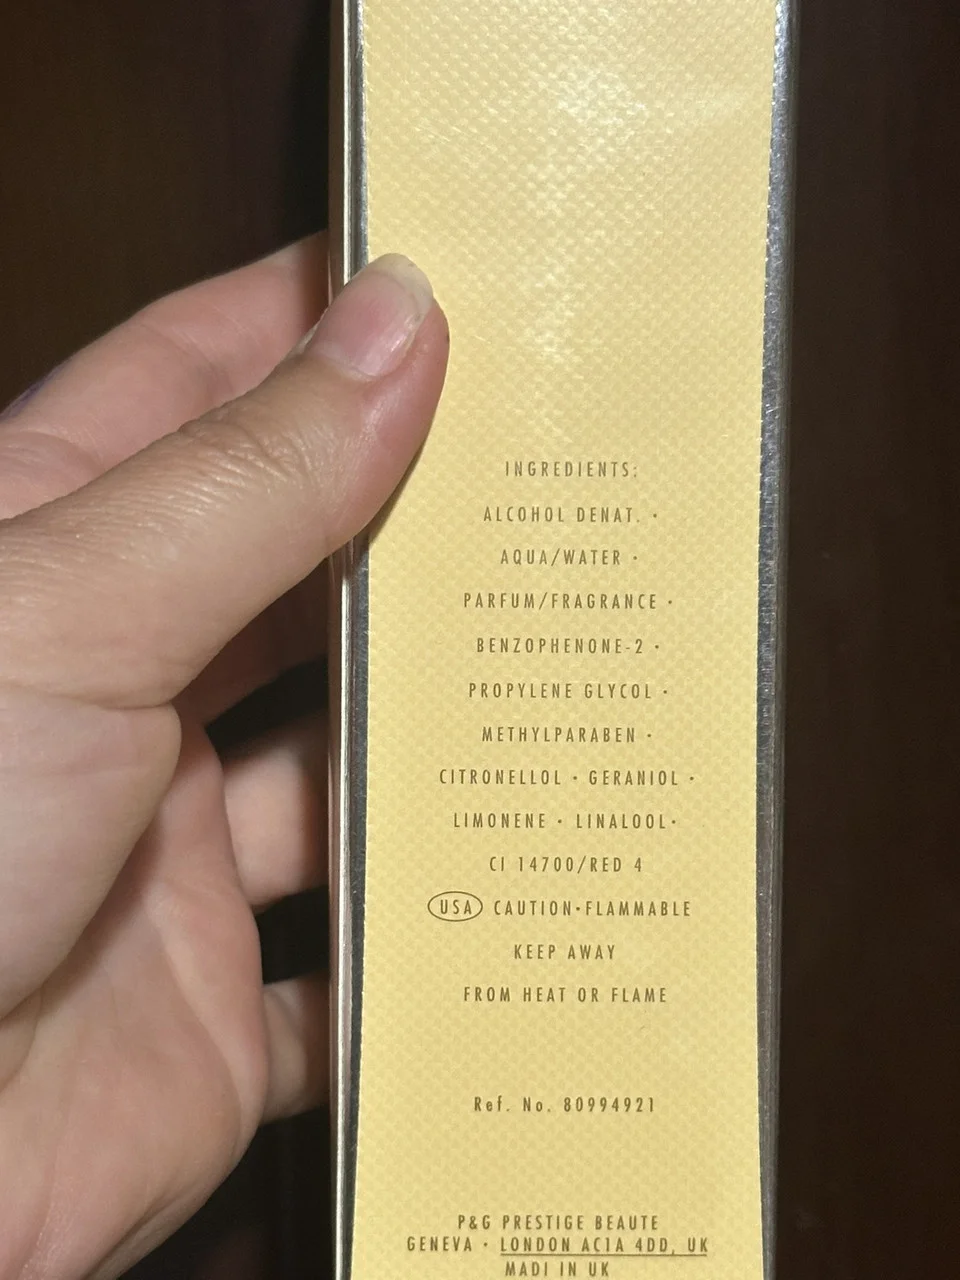 INGREDIENTS:
ALCOHOL DENAT. •
AQUA/WATER •
PARFUM/FRAGRANCE •
BENZOPHENONE-2 •
PROPYLENE GLYCOL •
METHYLPARABEN •
CITRONELLOL • GERANIOL •
LIMONENE • LINALOOL•
CI 14700/RED 4
USA CAUTION•FLAMMABLE
KEEP AWAY
FROM HEAT OR FLAME
Ref. No. 80994921
P&G PRESTIGE BEAUTE
GENEVA • LONDON AC1A 4DD, UK
MADI IN UK